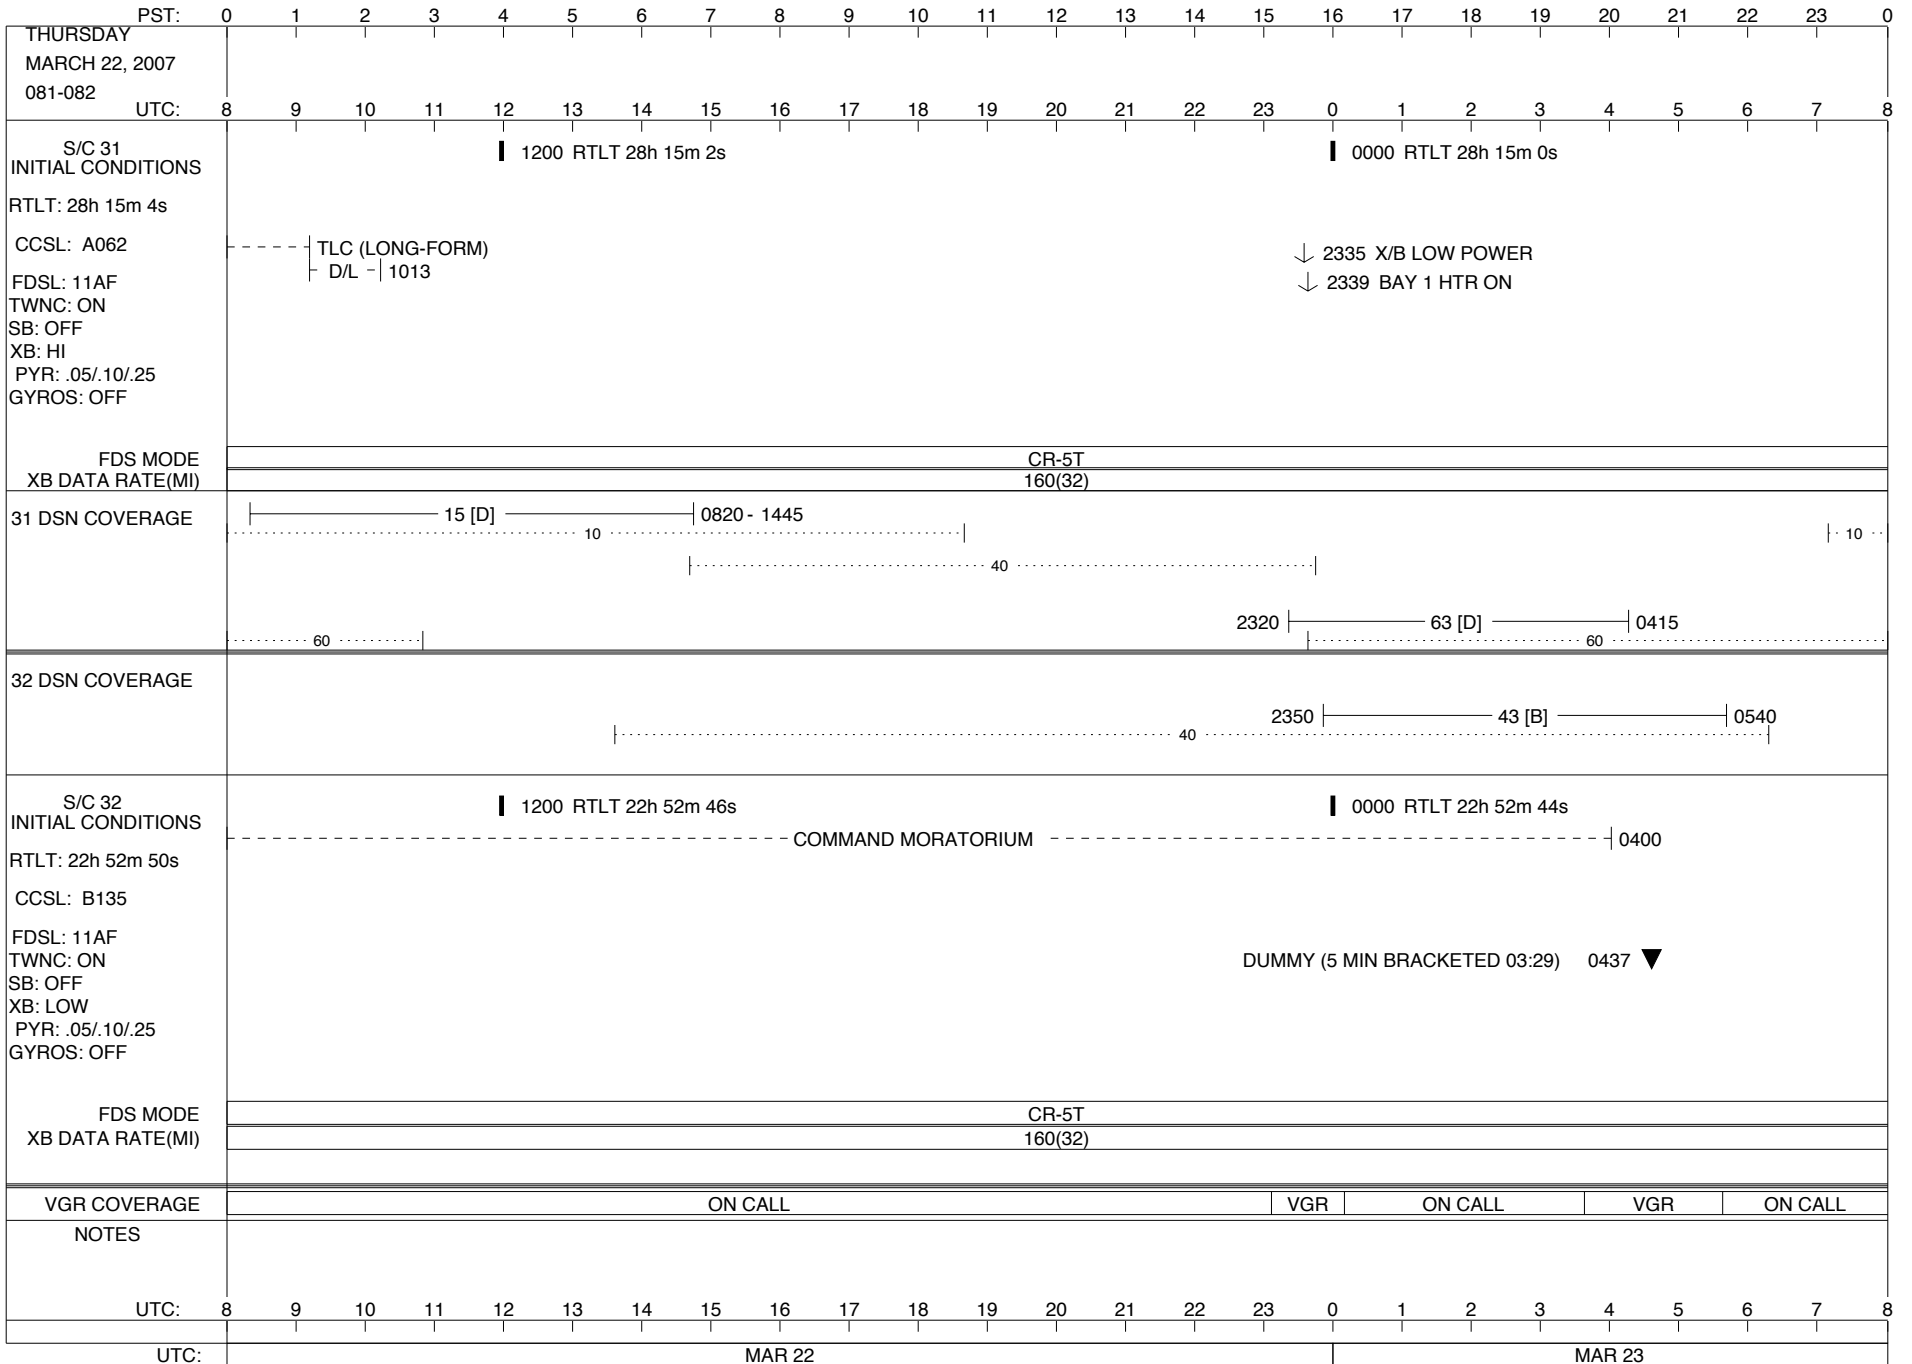 PST: 0 1 2 3 4 5 6 7 8 9 10 11 12 13 14 15 16 17 18 19 20 21 22 23 0
THURSDAY
MARCH 22, 2007
081-082
UTC: 8 9 10 11 12 13 14 15 16 17 18 19 20 21 22 23 0 1 2 3 4 5 6 7 8
S/C 31
INITIAL CONDITIONS
1200 RTLT 28h 15m 2s
0000 RTLT 28h 15m 0s
RTLT: 28h 15m 4s
CCSL: A062
TLC (LONG-FORM)
D/L 1013
2335 X/B LOW POWER
2339 BAY 1 HTR ON
FDSL: 11AF
TWNC: ON
SB: OFF
XB: HI
PYR: .05/.10/.25
GYROS: OFF
FDS MODE CR-5T
XB DATA RATE(MI) 160(32)
31 DSN COVERAGE
15 [D] 0820 - 1445
10 10
40
2320 63 [D] 0415
60 60
32 DSN COVERAGE
2350 43 [B] 0540
40
S/C 32
INITIAL CONDITIONS
1200 RTLT 22h 52m 46s
0000 RTLT 22h 52m 44s
COMMAND MORATORIUM 0400
RTLT: 22h 52m 50s
CCSL: B135
FDSL: 11AF
TWNC: ON
DUMMY (5 MIN BRACKETED 03:29) 0437
SB: OFF
XB: LOW
PYR: .05/.10/.25
GYROS: OFF
FDS MODE CR-5T
XB DATA RATE(MI) 160(32)
VGR COVERAGE ON CALL VGR ON CALL VGR ON CALL
NOTES
UTC: 8 9 10 11 12 13 14 15 16 17 18 19 20 21 22 23 0 1 2 3 4 5 6 7 8
UTC: MAR 22 MAR 23